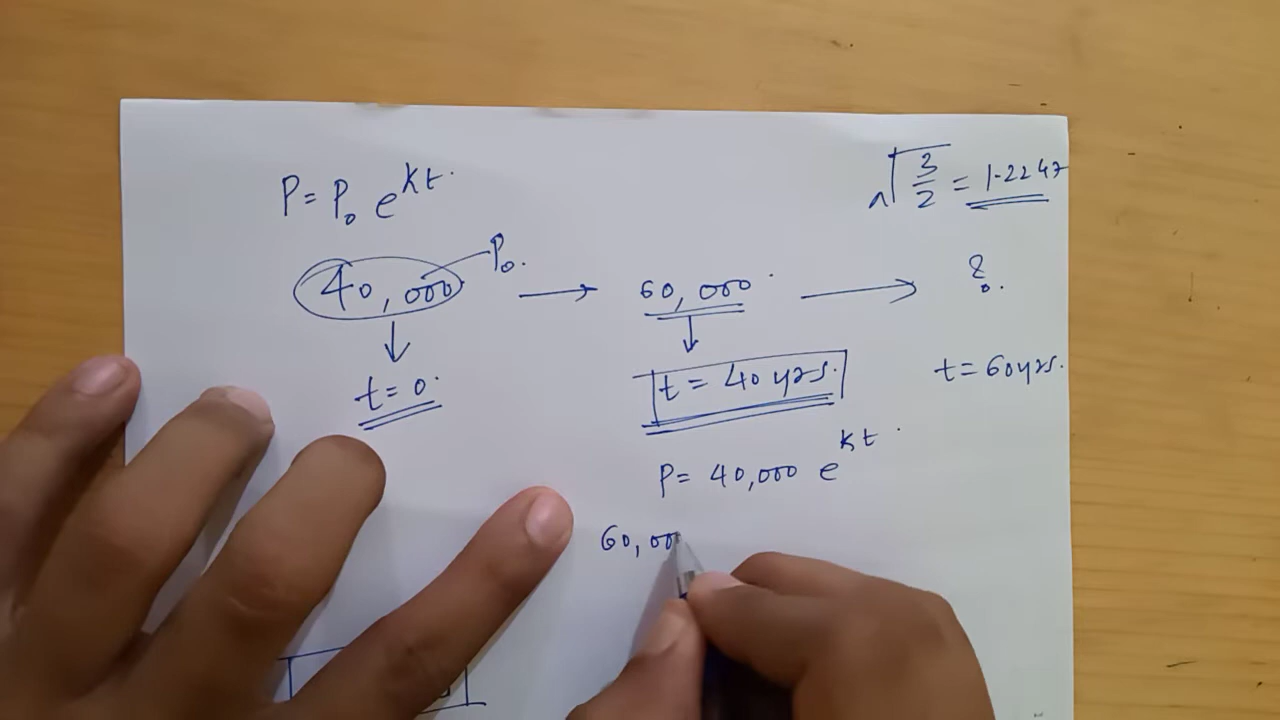 P = P₀ e^kt.
√3/2 = 1.2247
40,000 P₀.
60,000
?
t = 0.
t = 40 yrs.
t = 60 yrs.
P = 40,000 e^kt.
60,000